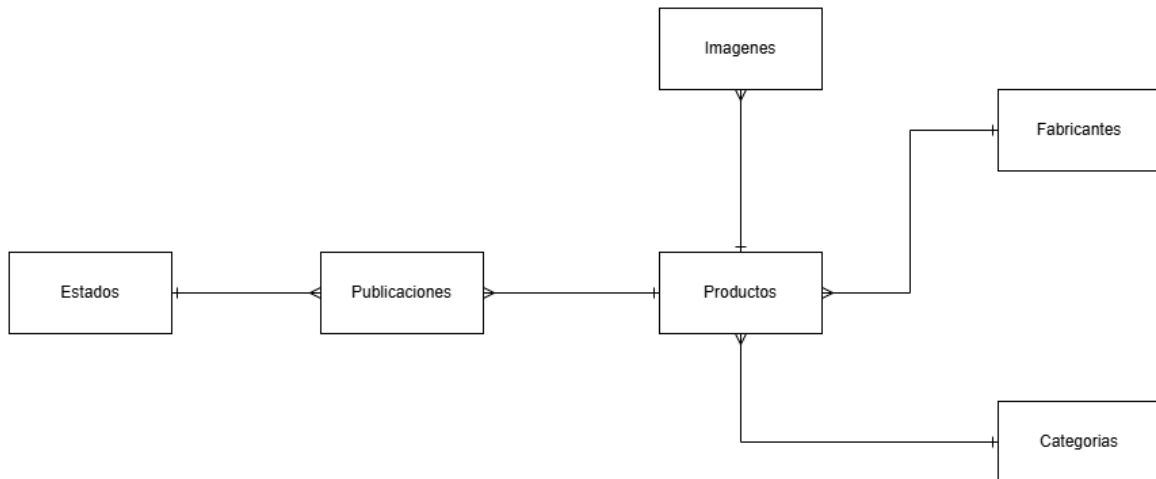 Imagenes
Fabricantes
Estados
Publicaciones
Productos
Categorias